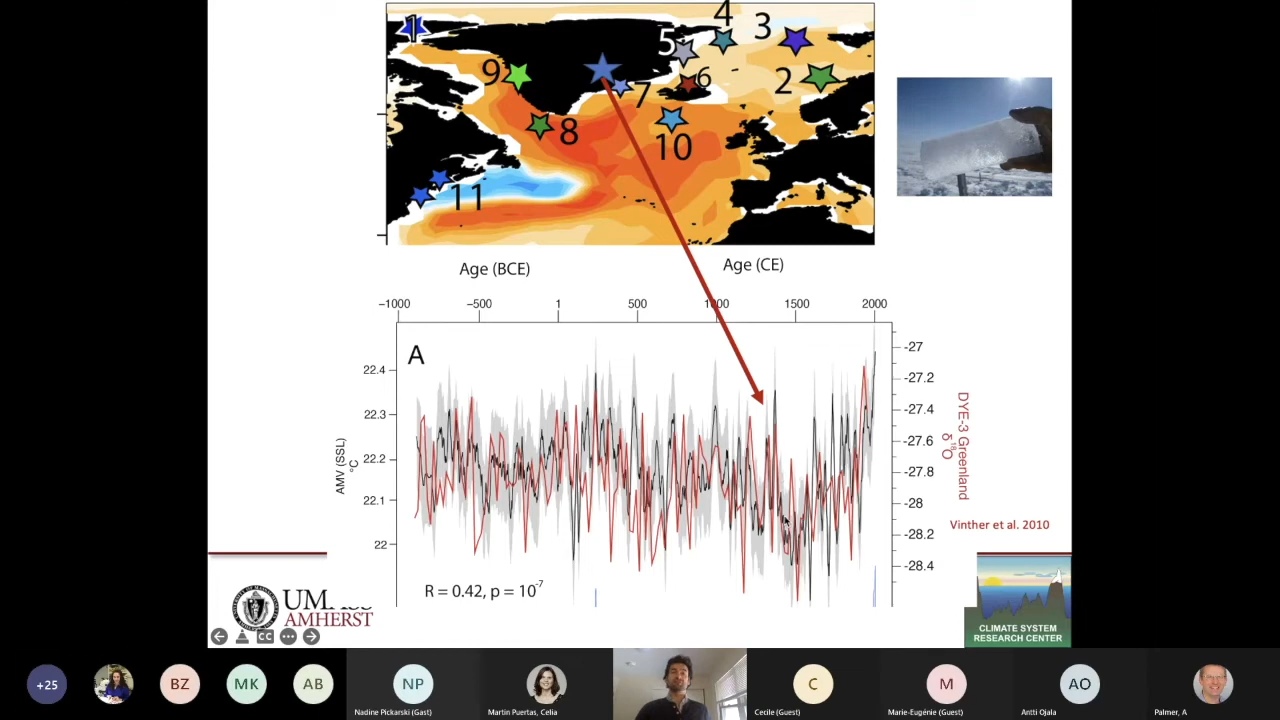 1
4
3
5
9
6
2
7
8
10
11
Age (BCE)
Age (CE)
−1000 −500 1 500 1000 1500 2000
A
22.4
22.3
22.2
22.1
22
AMV (SSL)
°C
-27
-27.2
-27.4
-27.6
-27.8
-28
-28.2
-28.4
DYE-3 Greenland
δ18O
Vinther et al. 2010
R = 0.42, p = 10-7
UMASS
AMHERST
CLIMATE SYSTEM
RESEARCH CENTER
CC
+25
BZ
MK
AB
NP
Nadine Pickarski (Gast)
Martin Puertas, Celia
C
Cecile (Guest)
M
Marie-Eugénie (Guest)
AO
Antti Ojala
Palmer, A